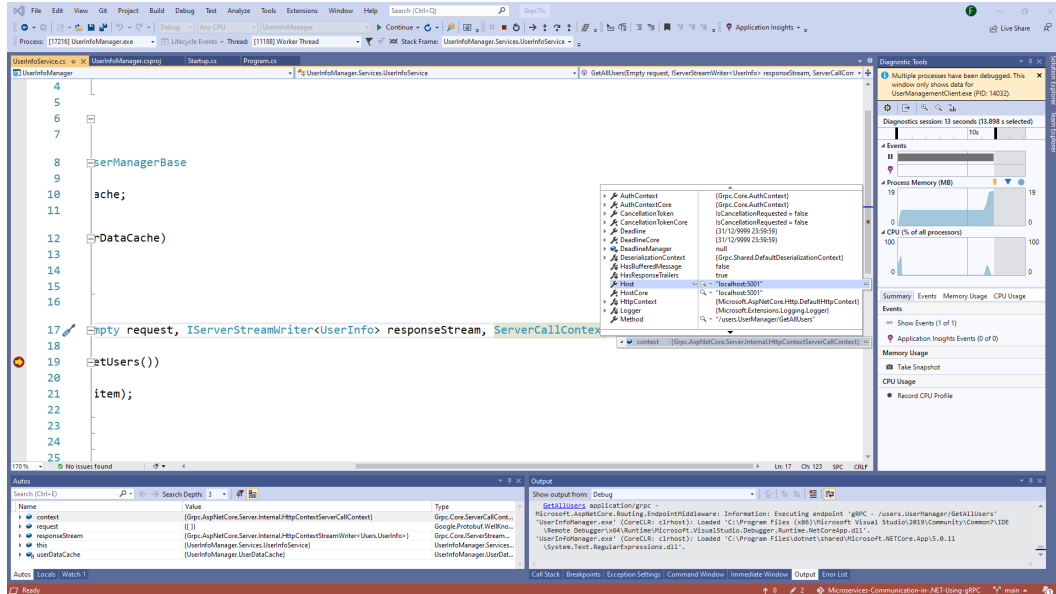 File Edit View Git Project Build Debug Test Analyze Tools Extensions Window Help Search (Ctrl+Q) GrpcTis
F
Debug Any CPU UserInfoManager Continue Application Insights Live Share
Process: [17216] UserInfoManager.exe Lifecycle Events Thread: [11188] Worker Thread Stack Frame: UserInfoManager.Services.UserInfoService
UserInfoService.cs UserInfoManager.csproj Startup.cs Program.cs
UserInfoManager UserInfoManager.Services.UserInfoService GetAllUsers(Empty request, IServerStreamWriter<UserInfo> responseStream, ServerCallCon
4
5
6
7
8 serManagerBase
9
10 ache;
11
12 rDataCache)
13
14
15
16
17 mpty request, IServerStreamWriter<UserInfo> responseStream, ServerCallContex
18
19 etUsers())
20
21 item);
22
23
24
25
AuthContext {Grpc.Core.AuthContext}
AuthContextCore {Grpc.Core.AuthContext}
CancellationToken IsCancellationRequested = false
CancellationTokenCore IsCancellationRequested = false
Deadline {31/12/9999 23:59:59}
DeadlineCore {31/12/9999 23:59:59}
DeadlineManager null
DeserializationContext {Grpc.Shared.DefaultDeserializationContext}
HasBufferedMessage false
HasResponseTrailers true
Host "localhost:5001"
HostCore "localhost:5001"
HttpContext {Microsoft.AspNetCore.Http.DefaultHttpContext}
Logger {Microsoft.Extensions.Logging.Logger}
Method "/users.UserManager/GetAllUsers"
context {Grpc.AspNetCore.Server.Internal.HttpContextServerCallContext}
170 % No issues found Ln: 17 Ch: 123 SPC CRLF
Diagnostic Tools
Multiple processes have been debugged. This
window only shows data for
UserManagementClient.exe (PID: 14032).
Diagnostics session: 13 seconds (13.898 s selected)
10s
Events
Process Memory (MB)
19 19
0 0
CPU (% of all processors)
100 100
0 0
Summary Events Memory Usage CPU Usage
Events
Show Events (1 of 1)
Application Insights Events (0 of 0)
Memory Usage
Take Snapshot
CPU Usage
Record CPU Profile
Solution Explorer
Team Explorer
Autos
Search (Ctrl+E) Search Depth: 3
Name Value Type
context {Grpc.AspNetCore.Server.Internal.HttpContextServerCallContext} Grpc.Core.ServerCallCont...
request {{ }} Google.Protobuf.WellKno...
responseStream {Grpc.AspNetCore.Server.Internal.HttpContextStreamWriter<Users.UserInfo>} Grpc.Core.IServerStream...
this {UserInfoManager.Services.UserInfoService} UserInfoManager.Services...
userDataCache {UserInfoManager.UserDataCache} UserInfoManager.UserDat...
Autos Locals Watch 1
Output
Show output from: Debug
GetAllUsers application/grpc -
Microsoft.AspNetCore.Routing.EndpointMiddleware: Information: Executing endpoint 'gRPC - /users.UserManager/GetAllUsers'
'UserInfoManager.exe' (CoreCLR: clrhost): Loaded 'C:\Program Files (x86)\Microsoft Visual Studio\2019\Community\Common7\IDE
\Remote Debugger\x64\Runtime\Microsoft.VisualStudio.Debugger.Runtime.NetCoreApp.dll'.
'UserInfoManager.exe' (CoreCLR: clrhost): Loaded 'C:\Program Files\dotnet\shared\Microsoft.NETCore.App\5.0.11
\System.Text.RegularExpressions.dll'.
Call Stack Breakpoints Exception Settings Command Window Immediate Window Output Error List
Ready 0 2 Microservices-Communication-in-.NET-Using-gRPC main